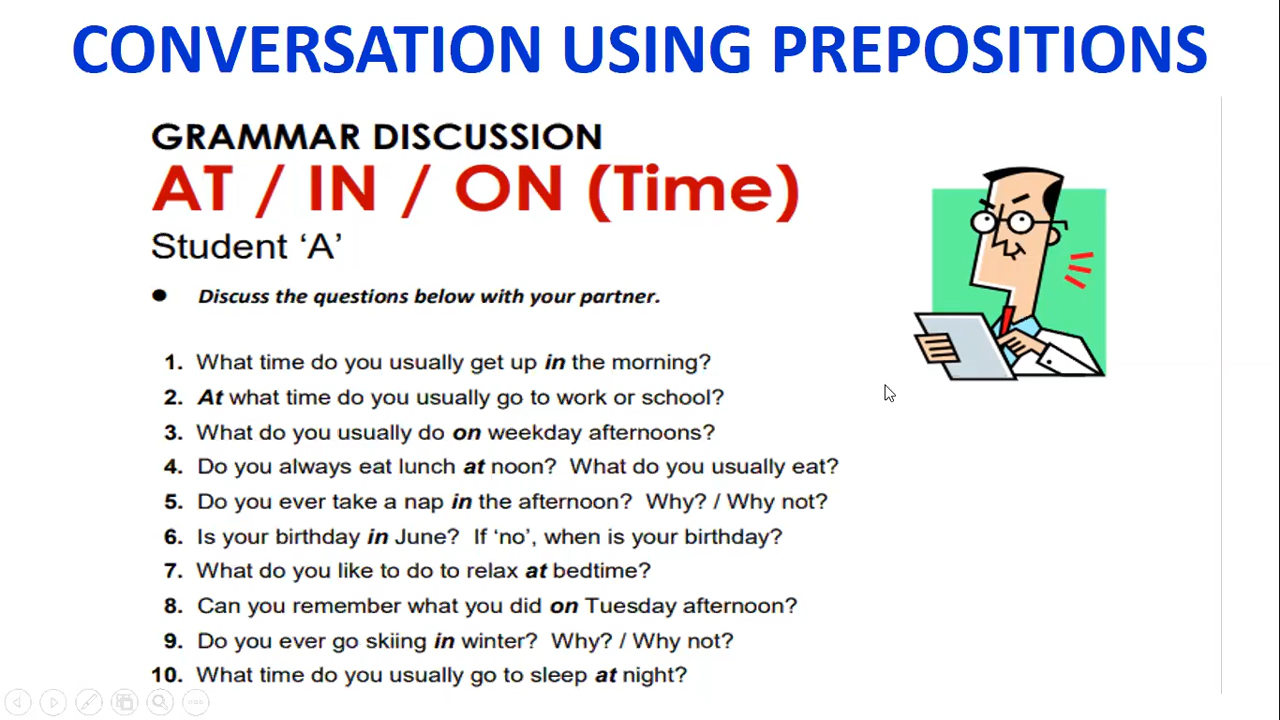 CONVERSATION USING PREPOSITIONS
GRAMMAR DISCUSSION
AT / IN / ON (Time)
Student ‘A’
● Discuss the questions below with your partner.
1. What time do you usually get up in the morning?
2. At what time do you usually go to work or school?
3. What do you usually do on weekday afternoons?
4. Do you always eat lunch at noon? What do you usually eat?
5. Do you ever take a nap in the afternoon? Why? / Why not?
6. Is your birthday in June? If ‘no’, when is your birthday?
7. What do you like to do to relax at bedtime?
8. Can you remember what you did on Tuesday afternoon?
9. Do you ever go skiing in winter? Why? / Why not?
10. What time do you usually go to sleep at night?